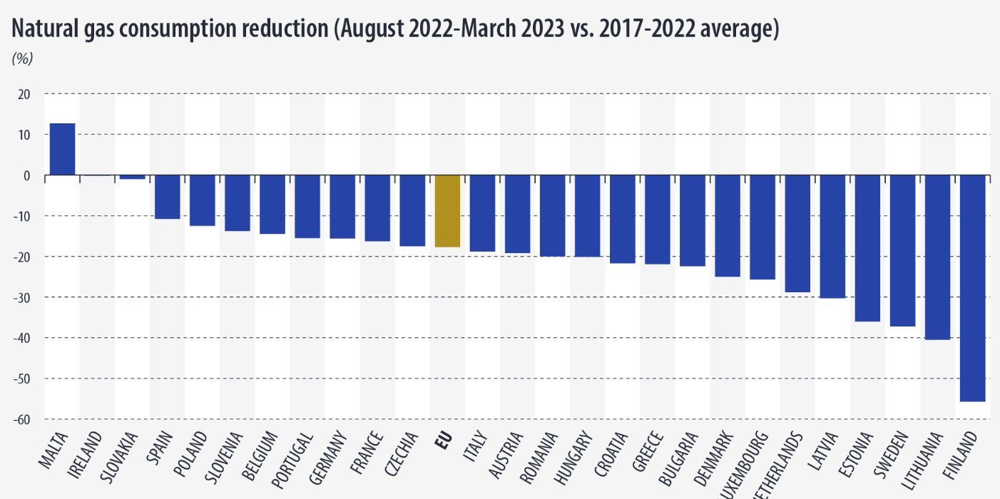 Natural gas consumption reduction (August 2022-March 2023 vs. 2017-2022 average)
(%)
20
10
0
-10
-20
-30
-40
-50
-60
MALTA
IRELAND
SLOVAKIA
SPAIN
POLAND
SLOVENIA
BELGIUM
PORTUGAL
GERMANY
FRANCE
CZECHIA
EU
ITALY
AUSTRIA
ROMANIA
HUNGARY
CROATIA
GREECE
BULGARIA
DENMARK
UXEMBOURG
ETHERLANDS
LATVIA
ESTONIA
SWEDEN
LITHUANIA
FINLAND